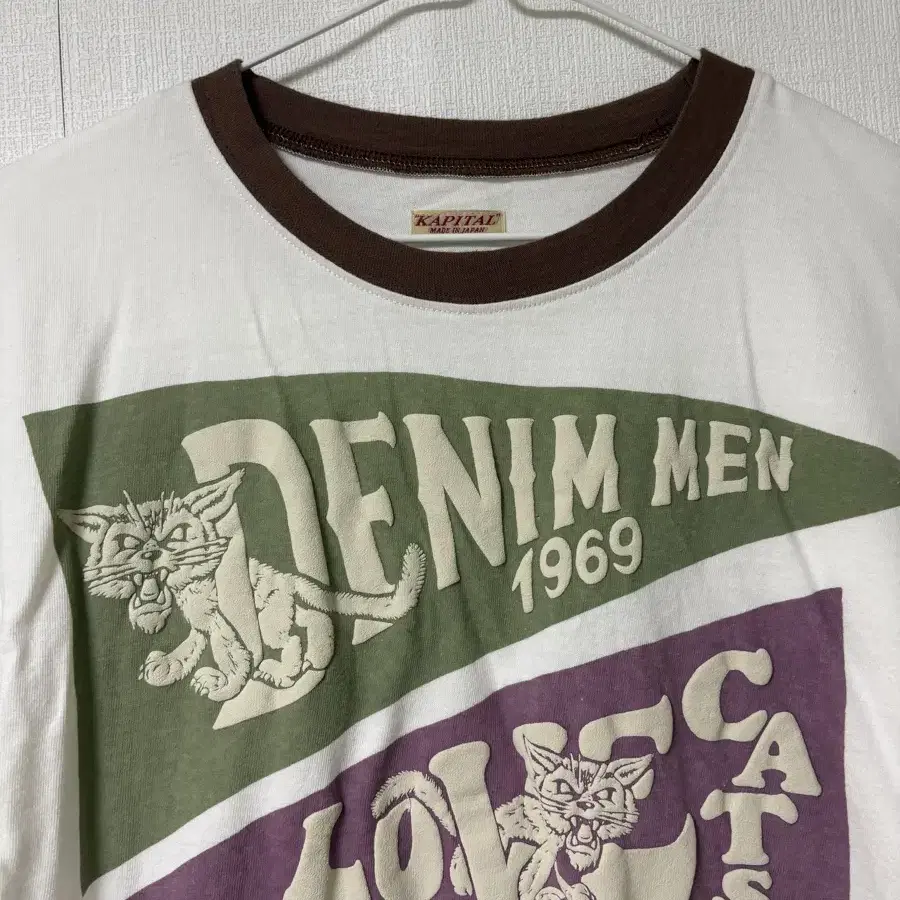 "KAPITAL"
MADE IN JAPAN
DENIM MEN
1969
LOVE
CATS